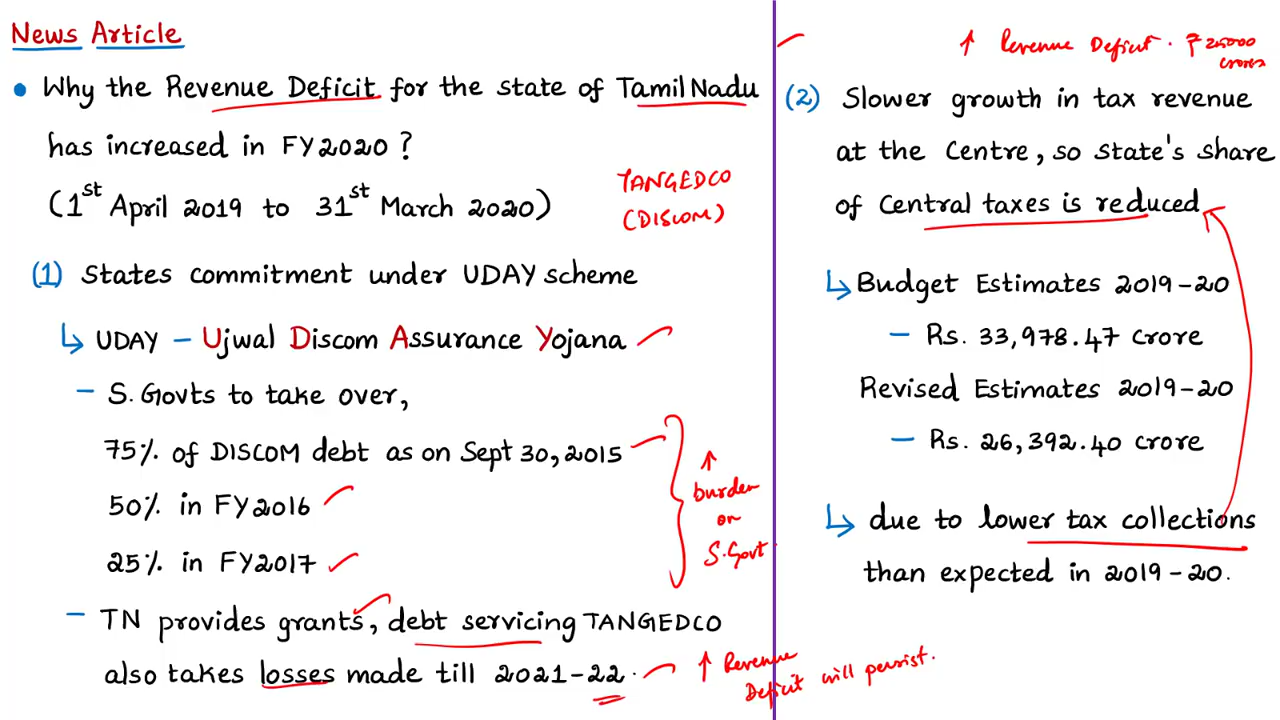 News Article
• Why the Revenue Deficit for the state of Tamil Nadu
has increased in FY2020?
(1st April 2019 to 31st March 2020)
TANGEDCO
(DISCOM)
(1) States commitment under UDAY scheme
↳ UDAY – Ujwal Discom Assurance Yojana
– S.Govts to take over,
75% of DISCOM debt as on Sept 30, 2015
50% in FY2016
25% in FY2017
↑
burden
on
S.Govt
– TN provides grants, debt servicing TANGEDCO
also takes losses made till 2021-22.
↑ Revenue
Deficit will persist.
↑ Revenue Deficit. ₹25000
crores
(2) Slower growth in tax revenue
at the Centre, so state's share
of Central taxes is reduced
↳ Budget Estimates 2019-20
– Rs. 33,978.47 crore
Revised Estimates 2019-20
– Rs. 26,392.40 crore
↳ due to lower tax collections
than expected in 2019-20.